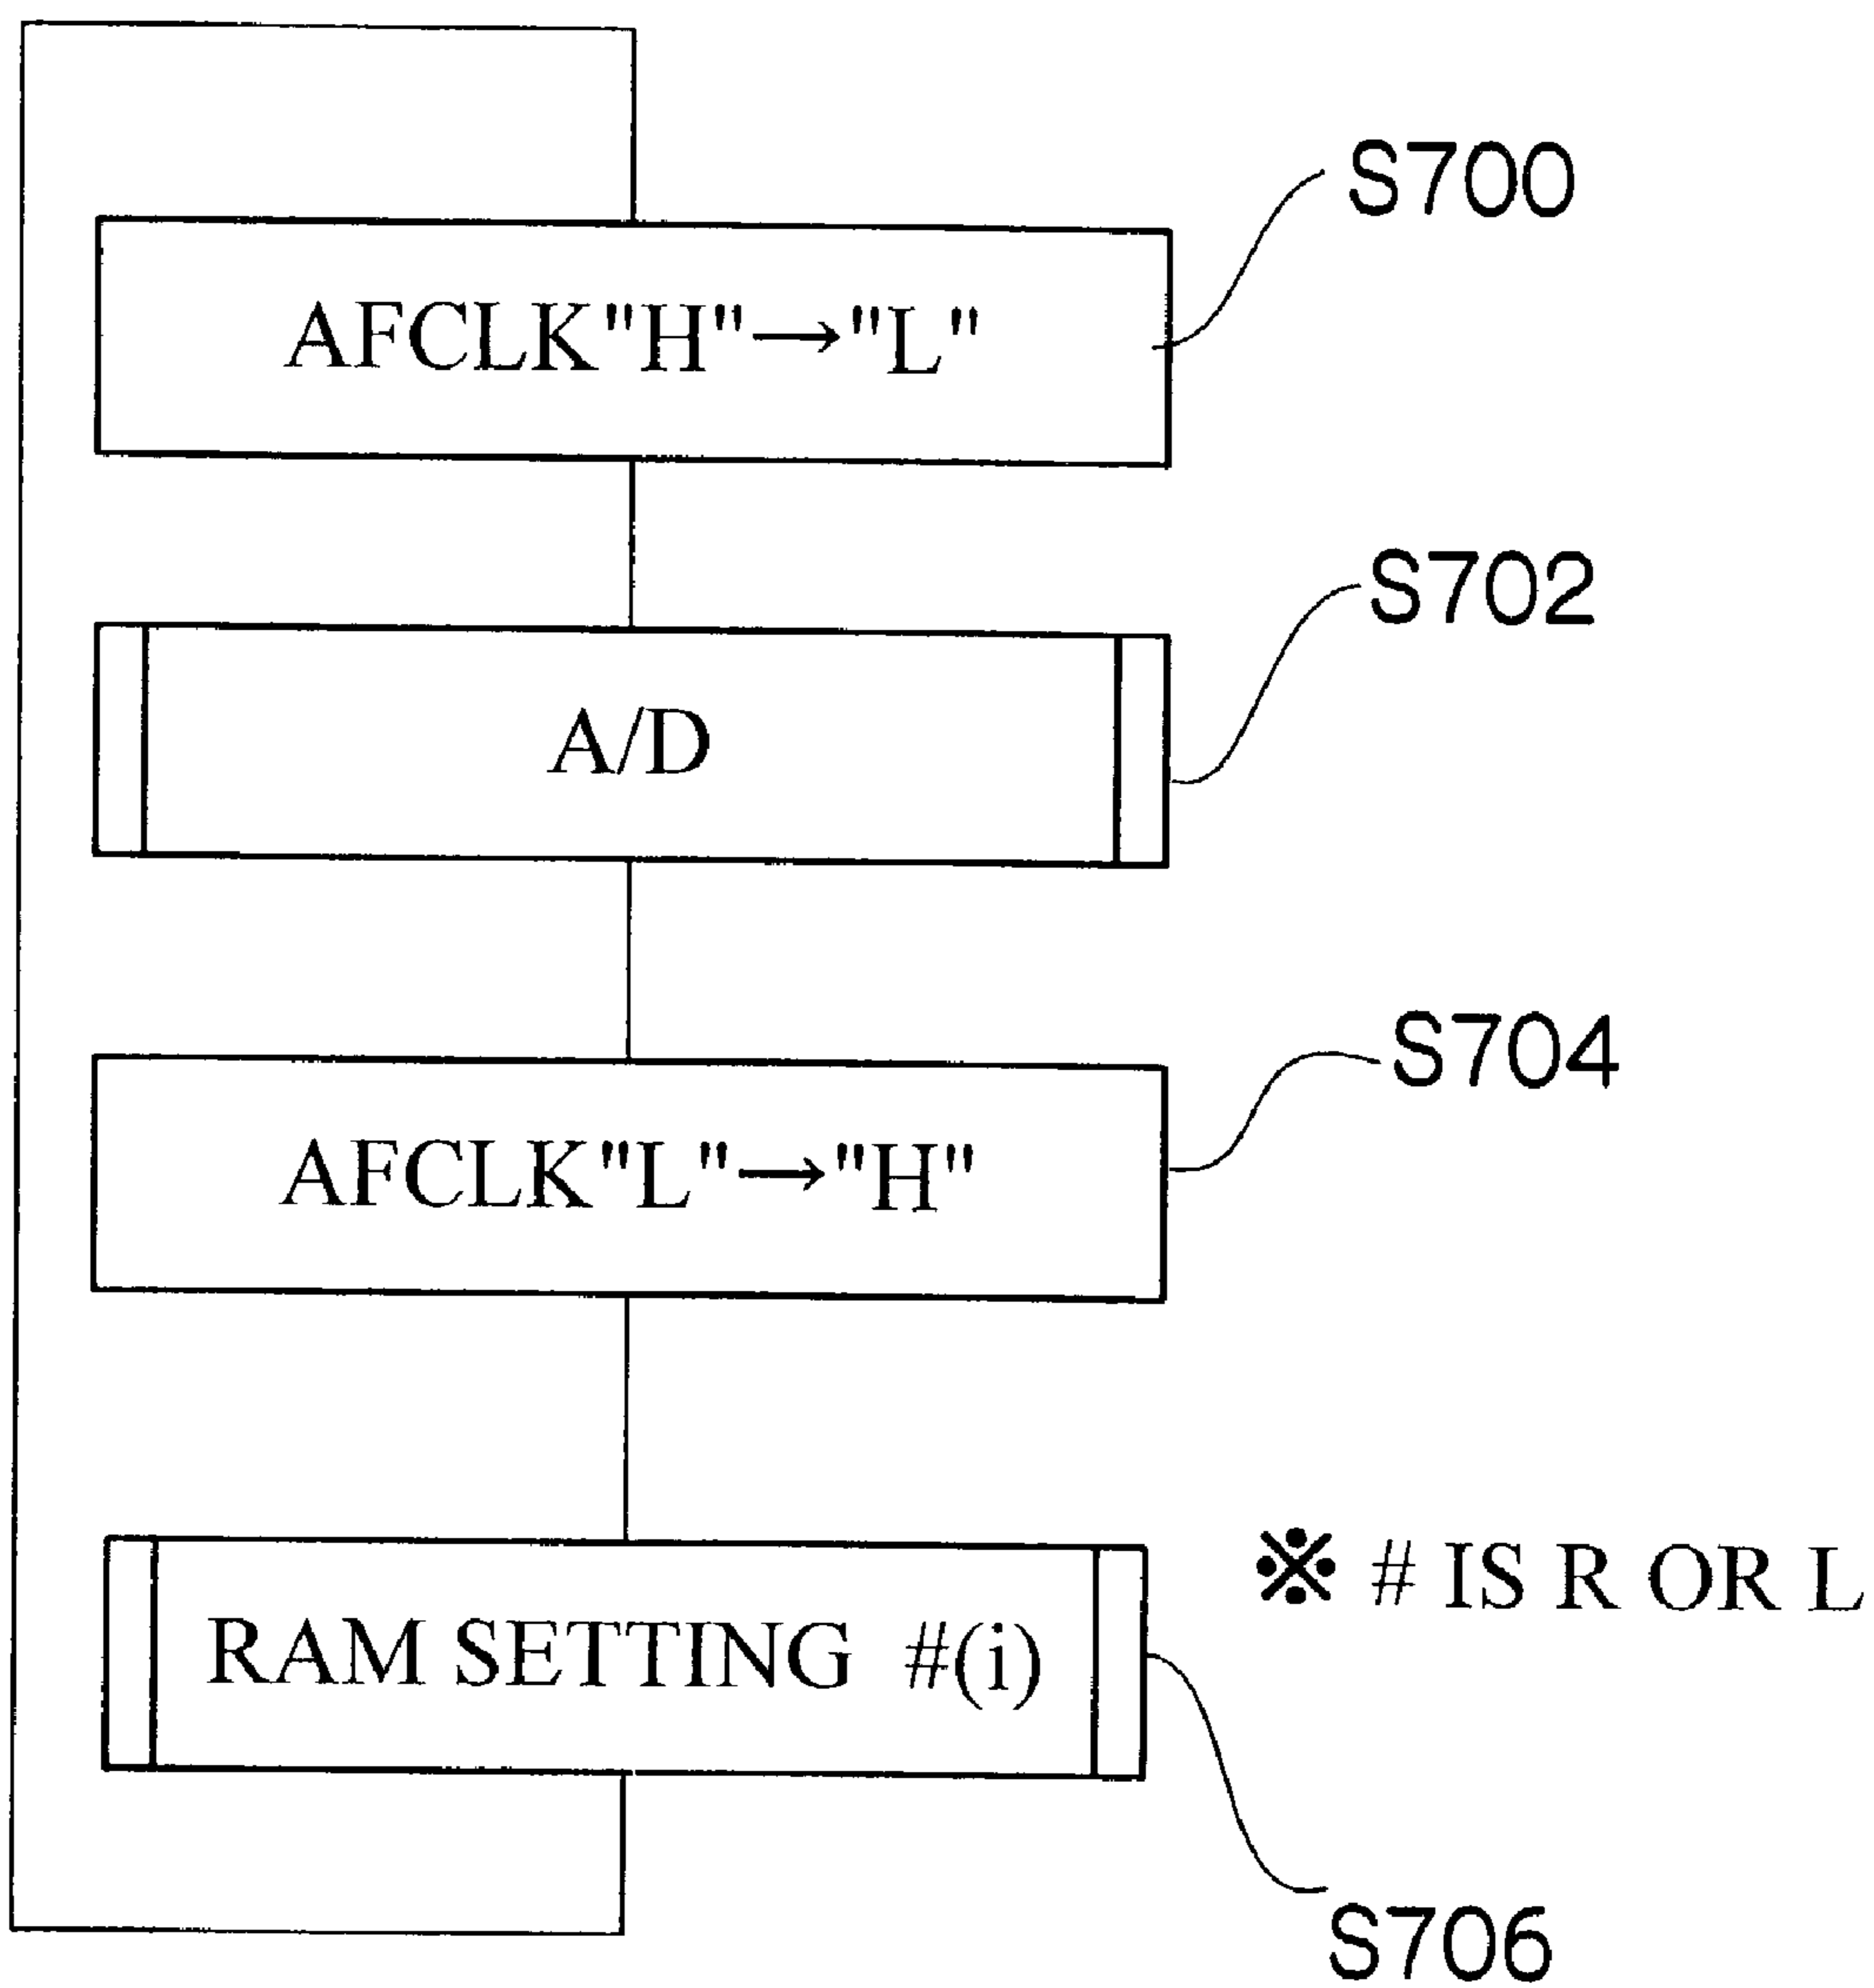 S700
AFCLK"H"→"L"
S702
A/D
S704
AFCLK"L"→"H"
※ # IS R OR L
RAM SETTING #(i)
S706